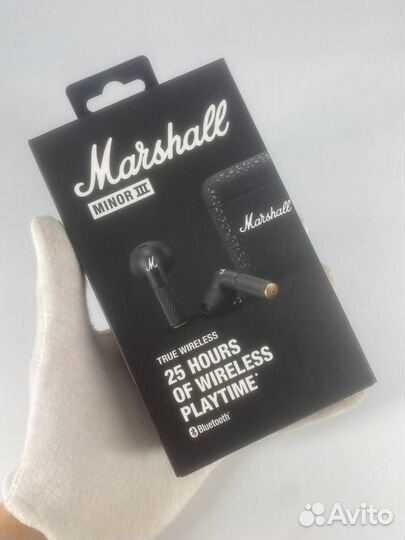 Marshall
MINOR III
Marshall
M
TRUE WIRELESS
25 HOURS
OF WIRELESS
PLAYTIME*
Bluetooth®
Avito